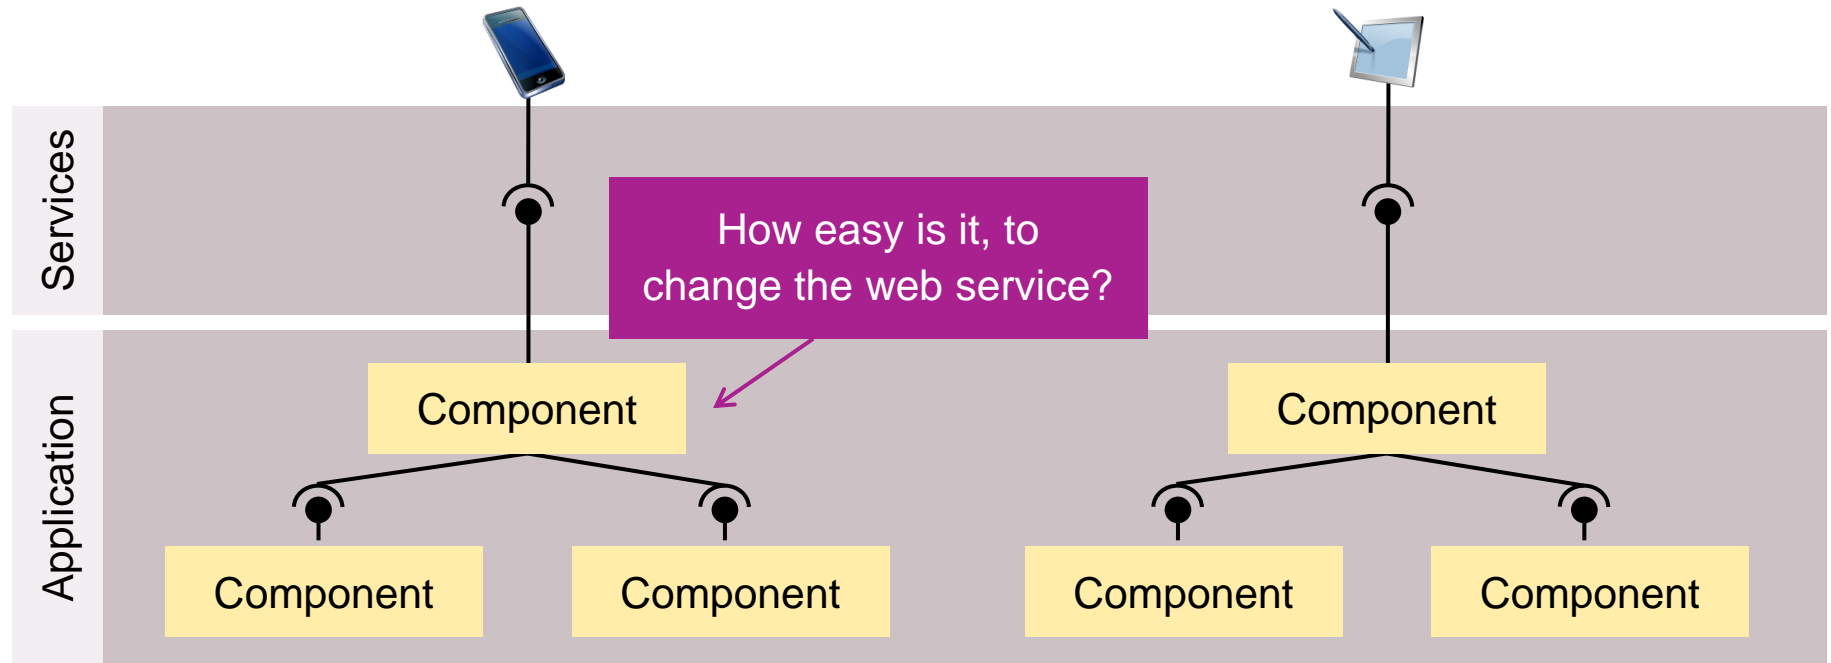 Services
How easy is it, to
change the web service?
Application
Component
Component
Component
Component
Component
Component